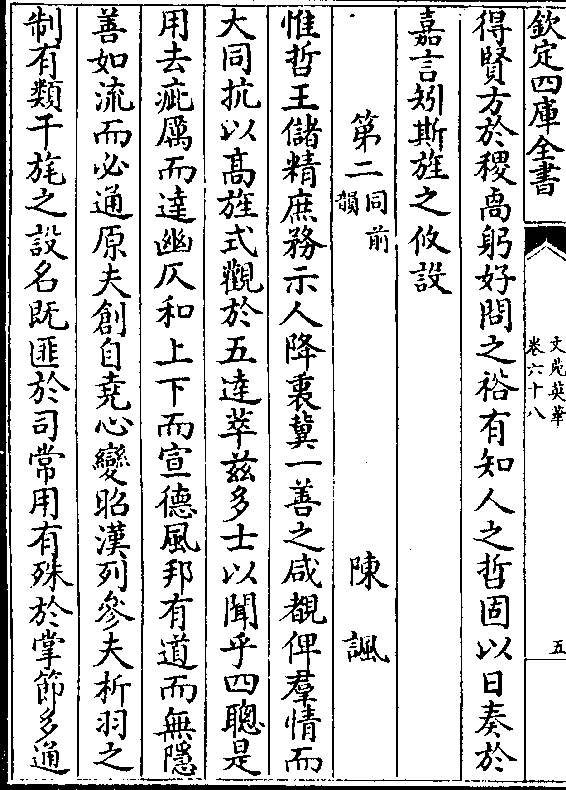 欽定四庫全書
文苑英華
卷六十八
五
得賢方於稷卨躬好問之裕有知人之哲固以日奏於
嘉言矧斯旌之攸設
第二同前韻　陳諷
惟哲王儲精庶務示人降衷冀一善之咸覩俾羣情而
大同抗以高旌式觀於五達萃兹多士以聞乎四聰是
用去疵厲而達幽仄和上下而宣德風邦有道而無隱
善如流而必通原夫創自堯心變昭漢列參夫析羽之
制有類干旄之設名既匪於司常用有殊於掌節多通